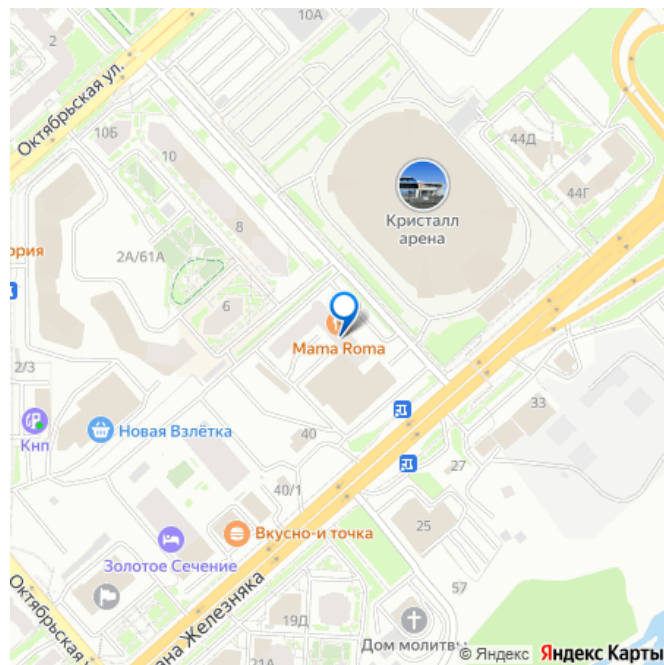 10А
2
Октябрьская ул.
10Б
10
44Д
44Г
Кристалл
арена
8
ория
2А/61А
6
Mama Roma
2/3
Кнп
Новая Взлётка
40
33
27
40/1
Вкусно-и точка
25
Золотое Сечение
57
Октябрьская
ана Железняка
19Д
Дом молитвы
21А
© Яндекс Яндекс Карты